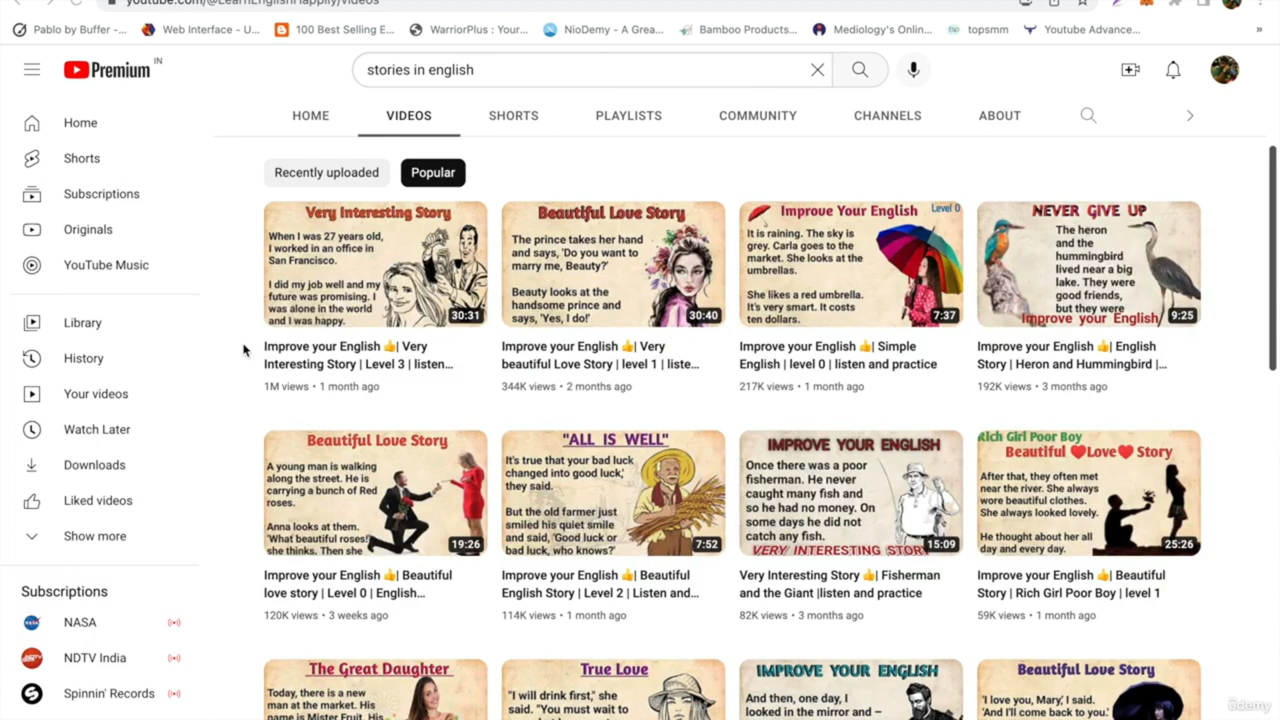 youtube.com/@LearnEnglishHappily/videos
Pablo by Buffer -... Web Interface - U... 100 Best Selling E... WarriorPlus : Your... NioDemy - A Grea... Bamboo Products... Mediology's Onlin... topsmm Youtube Advance... »
Premium IN
stories in english
HOME VIDEOS SHORTS PLAYLISTS COMMUNITY CHANNELS ABOUT
Home
Shorts
Subscriptions
Originals
YouTube Music
Library
History
Your videos
Watch Later
Downloads
Liked videos
Show more
Subscriptions
NASA
NDTV India
Spinnin' Records
Recently uploaded Popular
Very Interesting Story
When I was 27 years old,
I worked in an office in
San Francisco.
I did my job well and my
future was promising. I
was alone in the world
and I was happy.
30:31
Improve your English 👍| Very
Interesting Story | Level 3 | listen...
1M views • 1 month ago
Beautiful Love Story
The prince takes her hand
and says, 'Do you want to
marry me, Beauty?'
Beauty looks at the
handsome prince and
says, 'Yes, I do!'
30:40
Improve your English 👍| Very
beautiful Love Story | level 1 | liste...
344K views • 2 months ago
Improve Your English Level 0
It is raining. The sky is
grey. Carla goes to the
market. She looks at the
umbrellas.
She likes a red umbrella.
It's very smart. It costs
ten dollars.
7:37
Improve your English 👍| Simple
English | level 0 | listen and practice
217K views • 1 month ago
NEVER GIVE UP
The heron
and the
hummingbird
lived near a big
lake. They were
good friends,
but they were
Improve your English
9:25
Improve your English 👍| English
Story | Heron and Hummingbird |...
192K views • 3 months ago
Beautiful Love Story
A young man is walking
along the street. He is
carrying a bunch of Red
roses.
Anna looks at them.
'What beautiful roses!
she thinks. Then she
19:26
Improve your English 👍| Beautiful
love story | Level 0 | English...
120K views • 3 weeks ago
"ALL IS WELL"
It's true that your bad luck
changed into good luck,'
they said.
But the old farmer just
smiled his quiet smile
and said, 'Good luck or
bad luck, who knows?'
7:52
Improve your English 👍| Beautiful
English Story | Level 2 | Listen and...
114K views • 1 month ago
IMPROVE YOUR ENGLISH
Once there was a poor
fisherman. He never
caught many fish and
so he had no money. On
some days he did not
catch any fish.
VERY INTERESTING STORY
15:09
Very Interesting Story 👍| Fisherman
and the Giant |listen and practice
82K views • 3 months ago
Rich Girl Poor Boy
Beautiful ❤Love❤ Story
After that, they often met
near the river. She always
wore beautiful clothes.
She always looked lovely.
He thought about her all
day and every day.
25:26
Improve your English 👍| Beautiful
Story | Rich Girl Poor Boy | level 1
59K views • 1 month ago
The Great Daughter
Today, there is a new
man at the market. His
name is Mister Fruit. His
True Love
"I will drink first," she
said. "You must wait to
IMPROVE YOUR ENGLISH
And then, one day, I
looked in the mirror and –
Beautiful Love Story
'I love you, Mary,' I said.
'And I'll come back to you.'
ûdemy